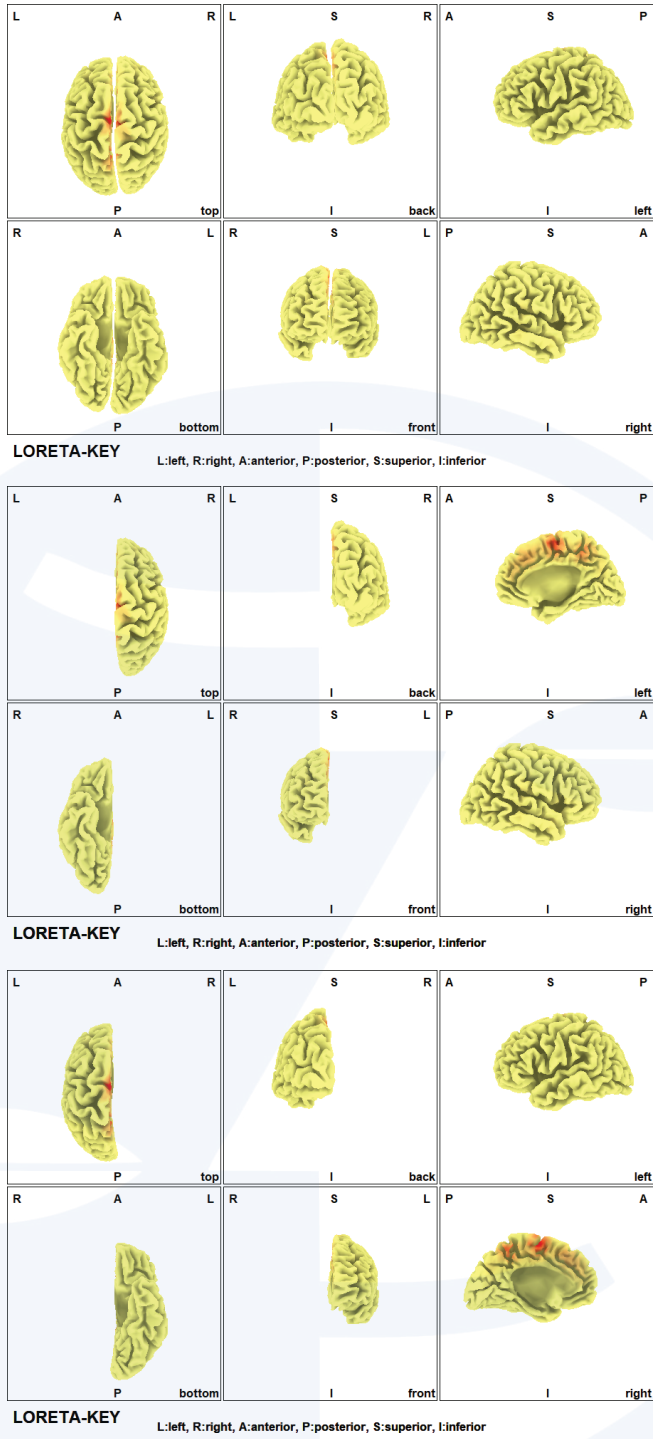 L A R L S R A S P
P top I back I left
R A L R S L P S A
P bottom I front I right
LORETA-KEY L:left, R:right, A:anterior, P:posterior, S:superior, I:inferior
L A R L S R A S P
P top I back I left
R A L R S L P S A
P bottom I front I right
LORETA-KEY L:left, R:right, A:anterior, P:posterior, S:superior, I:inferior
L A R L S R A S P
P top I back I left
R A L R S L P S A
P bottom I front I right
LORETA-KEY L:left, R:right, A:anterior, P:posterior, S:superior, I:inferior